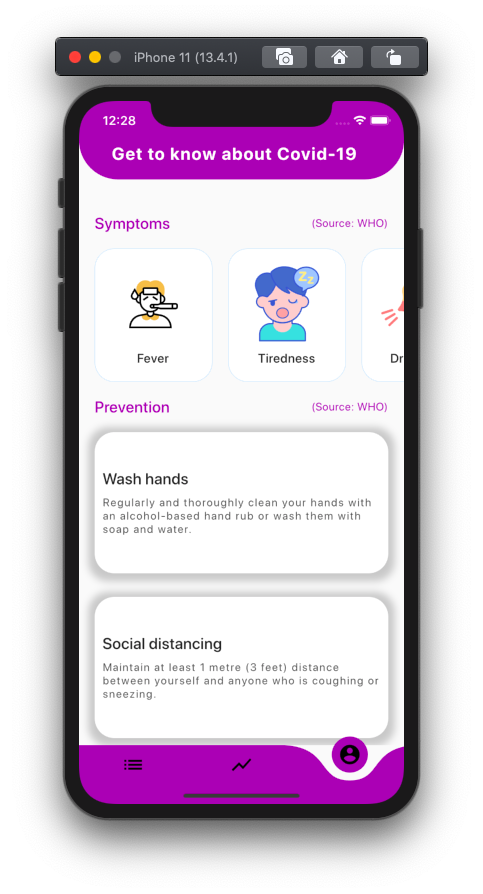 iPhone 11 (13.4.1)
12:28
Get to know about Covid-19
Symptoms
(Source: WHO)
Zz
Fever
Tiredness
Dr
Prevention
(Source: WHO)
Wash hands
Regularly and thoroughly clean your hands with
an alcohol-based hand rub or wash them with
soap and water.
Social distancing
Maintain at least 1 metre (3 feet) distance
between yourself and anyone who is coughing or
sneezing.